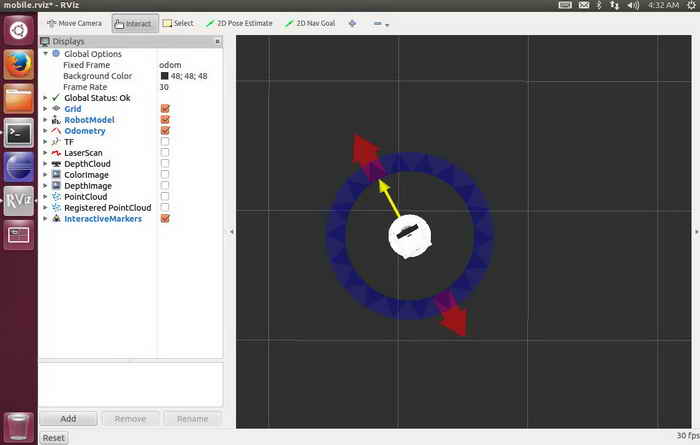 mobile.rviz* - RViz
4:32 AM
Move Camera Interact Select 2D Pose Estimate 2D Nav Goal
Displays
Global Options
Fixed Frame odom
Background Color 48; 48; 48
Frame Rate 30
Global Status: Ok
Grid
RobotModel
Odometry
TF
LaserScan
DepthCloud
ColorImage
DepthImage
PointCloud
Registered PointCloud
InteractiveMarkers
RViz
Add Remove Rename
Reset
30 fps